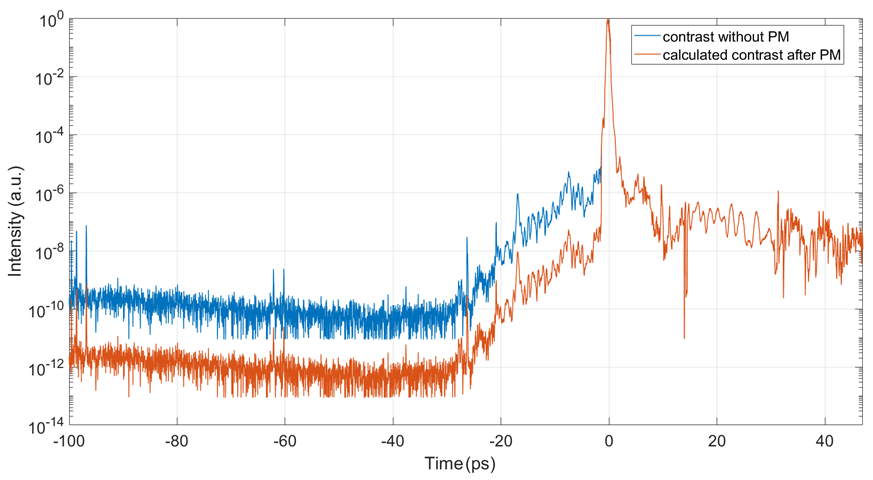 contrast without PM
calculated contrast after PM
10^0
10^-2
10^-4
10^-6
10^-8
10^-10
10^-12
10^-14
Intensity (a.u.)
-100 -80 -60 -40 -20 0 20 40
Time (ps)